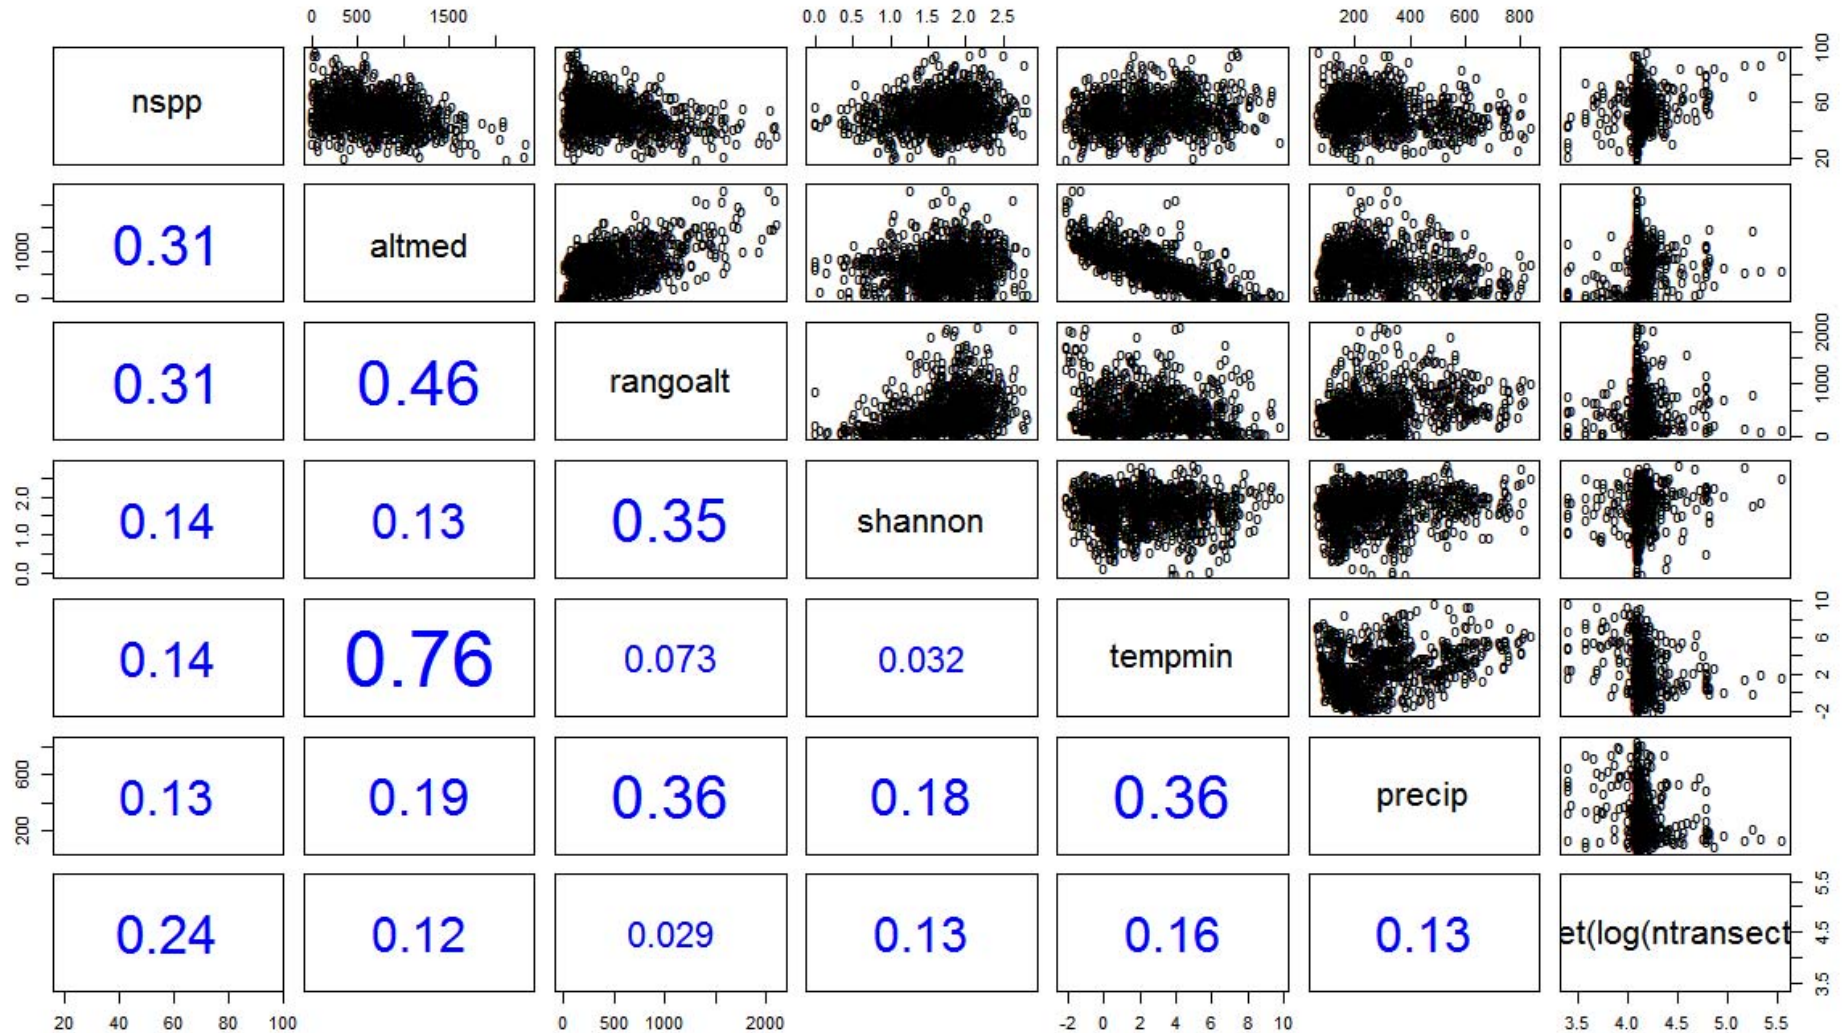 0 500 1500 0.0 0.5 1.0 1.5 2.0 2.5 200 400 600 800
nspp 20 60 100
0 1000 0.31 altmed
0.31 0.46 rangoalt 0 1000 2000
0.0 1.0 2.0 0.14 0.13 0.35 shannon
0.14 0.76 0.073 0.032 tempmin -2 2 6 10
200 600 0.13 0.19 0.36 0.18 0.36 precip
0.24 0.12 0.029 0.13 0.16 0.13 et(log(ntransect 3.5 4.5 5.5
20 40 60 80 100 0 500 1000 2000 -2 0 2 4 6 8 10 3.5 4.0 4.5 5.0 5.5